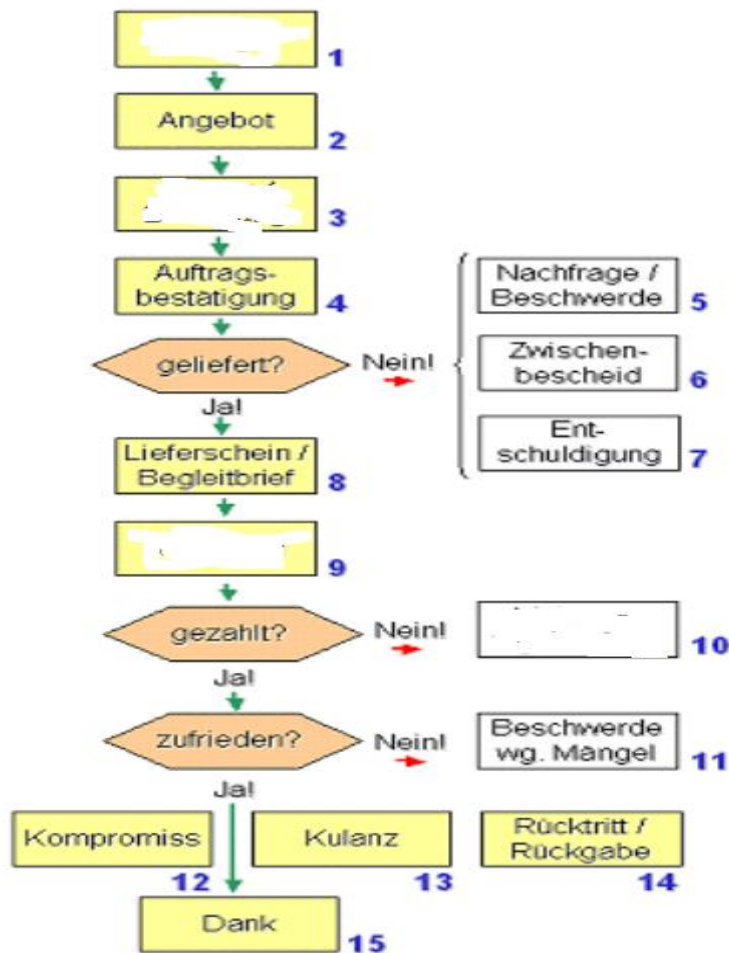 1
Angebot
2
3
Auftrags-
bestätigung
4
Nachfrage /
Beschwerde
5
geliefert?
Nein!
Zwischen-
bescheid
6
Ja!
Ent-
schuldigung
7
Lieferschein /
Begleitbrief
8
9
gezahlt?
Nein!
10
Ja!
zufrieden?
Nein!
Beschwerde
wg. Mängel
11
Ja!
Kompromiss
12
Kulanz
13
Rücktritt /
Rückgabe
14
Dank
15